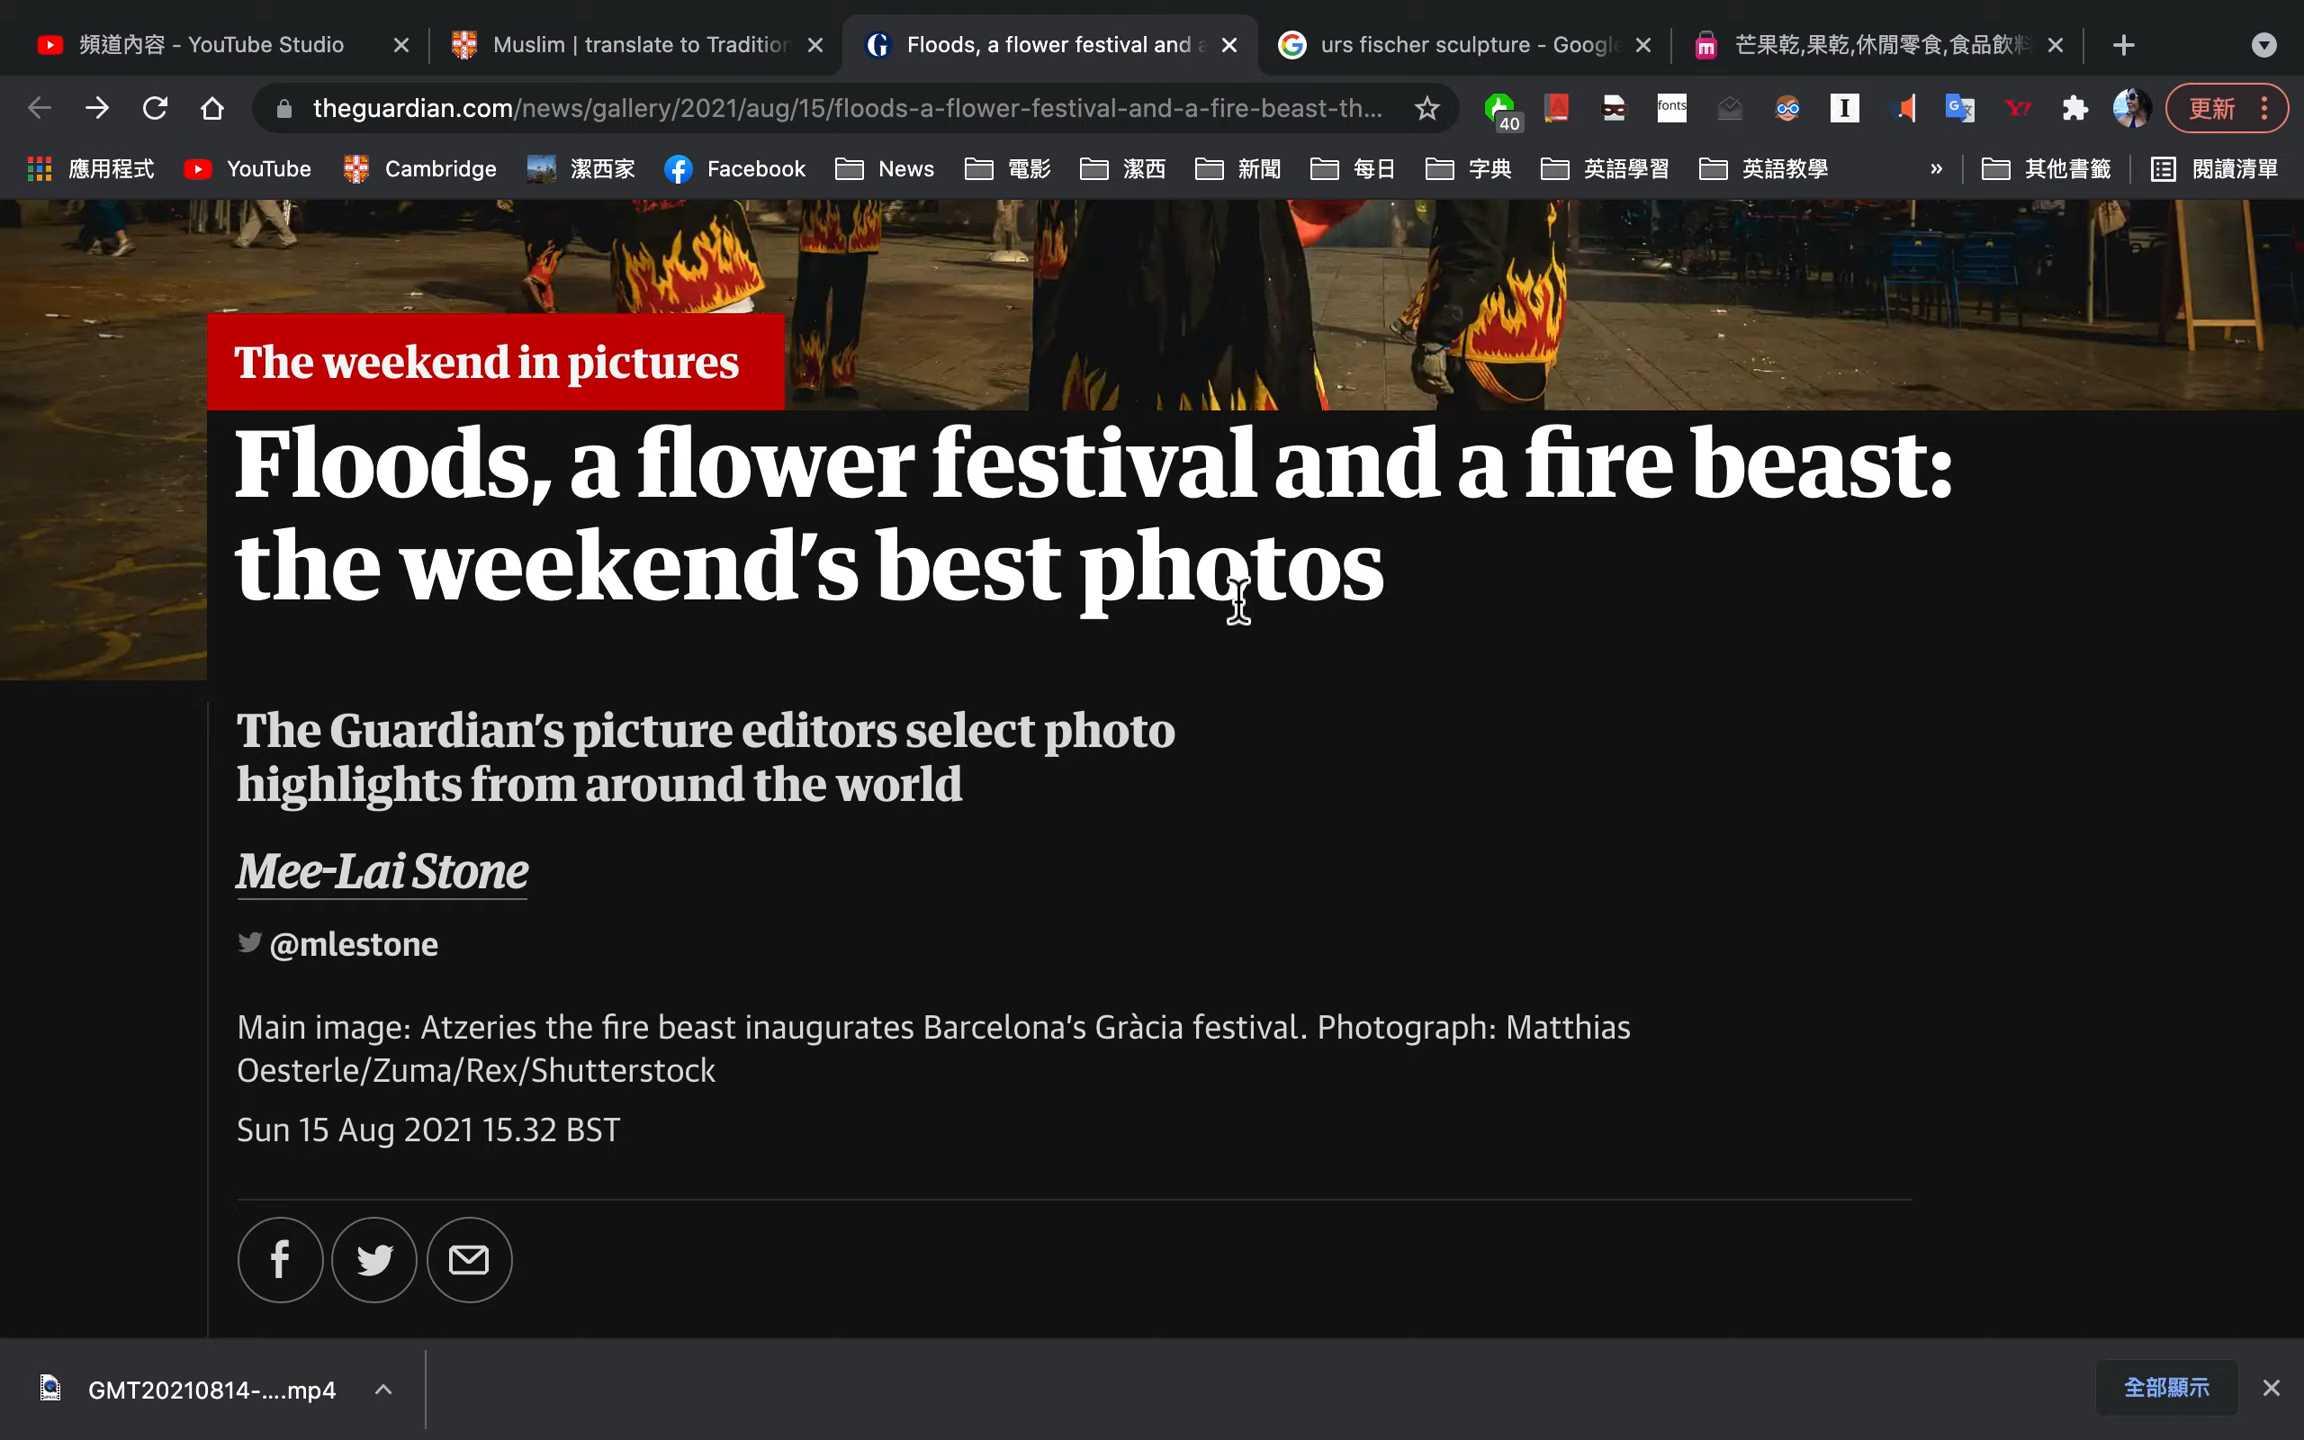 頻道內容 - YouTube Studio
Muslim | translate to Tradition
Floods, a flower festival and a
urs fischer sculpture - Google
芒果乾,果乾,休閒零食,食品飲料
theguardian.com/news/gallery/2021/aug/15/floods-a-flower-festival-and-a-fire-beast-th...
40
fonts
更新
應用程式
YouTube
Cambridge
潔西家
Facebook
News
電影
潔西
新聞
每日
字典
英語學習
英語教學
»
其他書籤
閱讀清單
The weekend in pictures
Floods, a flower festival and a fire beast:
the weekend’s best photos
The Guardian’s picture editors select photo
highlights from around the world
Mee-Lai Stone
@mlestone
Main image: Atzeries the fire beast inaugurates Barcelona’s Gràcia festival. Photograph: Matthias
Oesterle/Zuma/Rex/Shutterstock
Sun 15 Aug 2021 15.32 BST
GMT20210814-....mp4
全部顯示